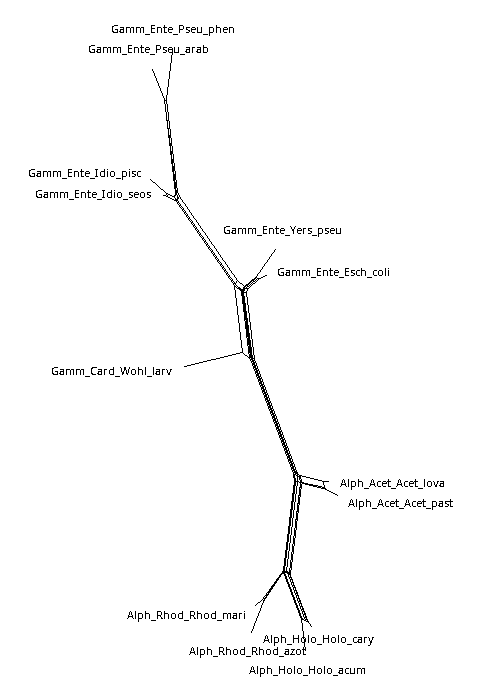 Gamm_Ente_Pseu_phen
Gamm_Ente_Pseu_arab
Gamm_Ente_Idio_pisc
Gamm_Ente_Idio_seos
Gamm_Ente_Yers_pseu
Gamm_Ente_Esch_coli
Gamm_Card_Wohl_larv
Alph_Acet_Acet_lova
Alph_Acet_Acet_past
Alph_Rhod_Rhod_mari
Alph_Holo_Holo_cary
Alph_Rhod_Rhod_azot
Alph_Holo_Holo_acum